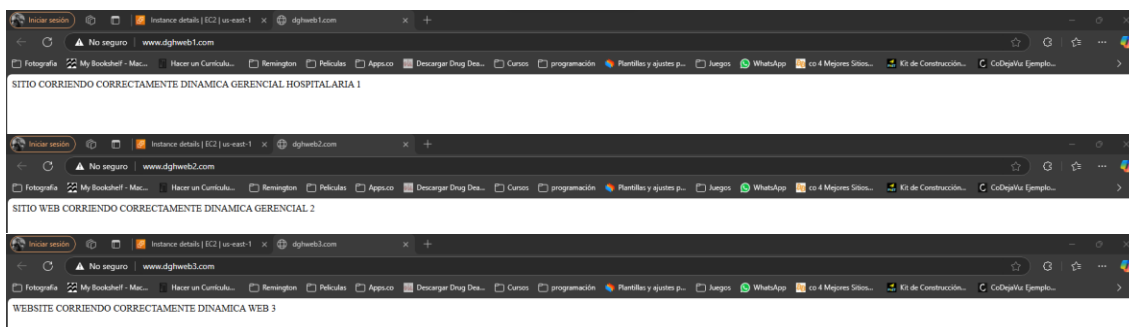 Iniciar sesión Instance details | EC2 | us-east-1 dghweb1.com
No seguro www.dghweb1.com
Fotografía My Bookshelf - Mac... Hacer un Currículu... Remington Películas Apps.co Descargar Drug Dea... Cursos programación Plantillas y ajustes p... Juegos WhatsApp co 4 Mejores Sitios... Kit de Construcción... CoDejaVu: Ejemplo...
SITIO CORRIENDO CORRECTAMENTE DINAMICA GERENCIAL HOSPITALARIA 1
Iniciar sesión Instance details | EC2 | us-east-1 dghweb2.com
No seguro www.dghweb2.com
Fotografía My Bookshelf - Mac... Hacer un Currículu... Remington Películas Apps.co Descargar Drug Dea... Cursos programación Plantillas y ajustes p... Juegos WhatsApp co 4 Mejores Sitios... Kit de Construcción... CoDejaVu: Ejemplo...
SITIO WEB CORRIENDO CORRECTAMENTE DINAMICA GERENCIAL 2
Iniciar sesión Instance details | EC2 | us-east-1 dghweb3.com
No seguro www.dghweb3.com
Fotografía My Bookshelf - Mac... Hacer un Currículu... Remington Películas Apps.co Descargar Drug Dea... Cursos programación Plantillas y ajustes p... Juegos WhatsApp co 4 Mejores Sitios... Kit de Construcción... CoDejaVu: Ejemplo...
WEBSITE CORRIENDO CORRECTAMENTE DINAMICA WEB 3